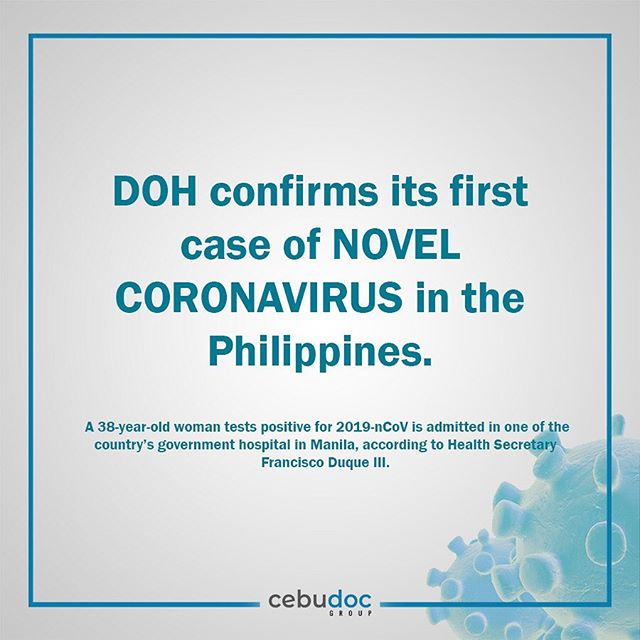 DOH confirms its first
case of NOVEL
CORONAVIRUS in the
Philippines.
A 38-year-old woman tests positive for 2019-nCoV is admitted in one of the
country's government hospital in Manila, according to Health Secretary
Francisco Duque III.
cebudoc
GROUP